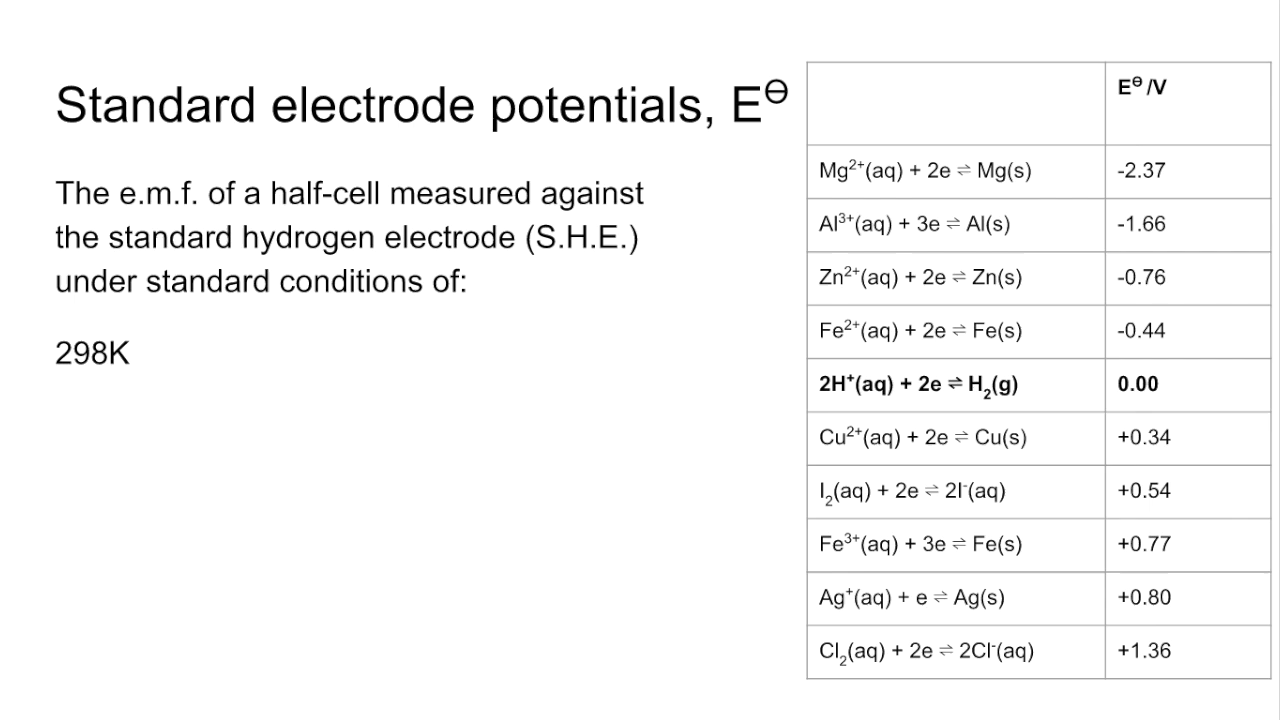 Standard electrode potentials, E⊖
The e.m.f. of a half-cell measured against
the standard hydrogen electrode (S.H.E.)
under standard conditions of:
298K
E⊖ /V
Mg²⁺(aq) + 2e ⇌ Mg(s) -2.37
Al³⁺(aq) + 3e ⇌ Al(s) -1.66
Zn²⁺(aq) + 2e ⇌ Zn(s) -0.76
Fe²⁺(aq) + 2e ⇌ Fe(s) -0.44
2H⁺(aq) + 2e ⇌ H₂(g) 0.00
Cu²⁺(aq) + 2e ⇌ Cu(s) +0.34
I₂(aq) + 2e ⇌ 2I⁻(aq) +0.54
Fe³⁺(aq) + 3e ⇌ Fe(s) +0.77
Ag⁺(aq) + e ⇌ Ag(s) +0.80
Cl₂(aq) + 2e ⇌ 2Cl⁻(aq) +1.36